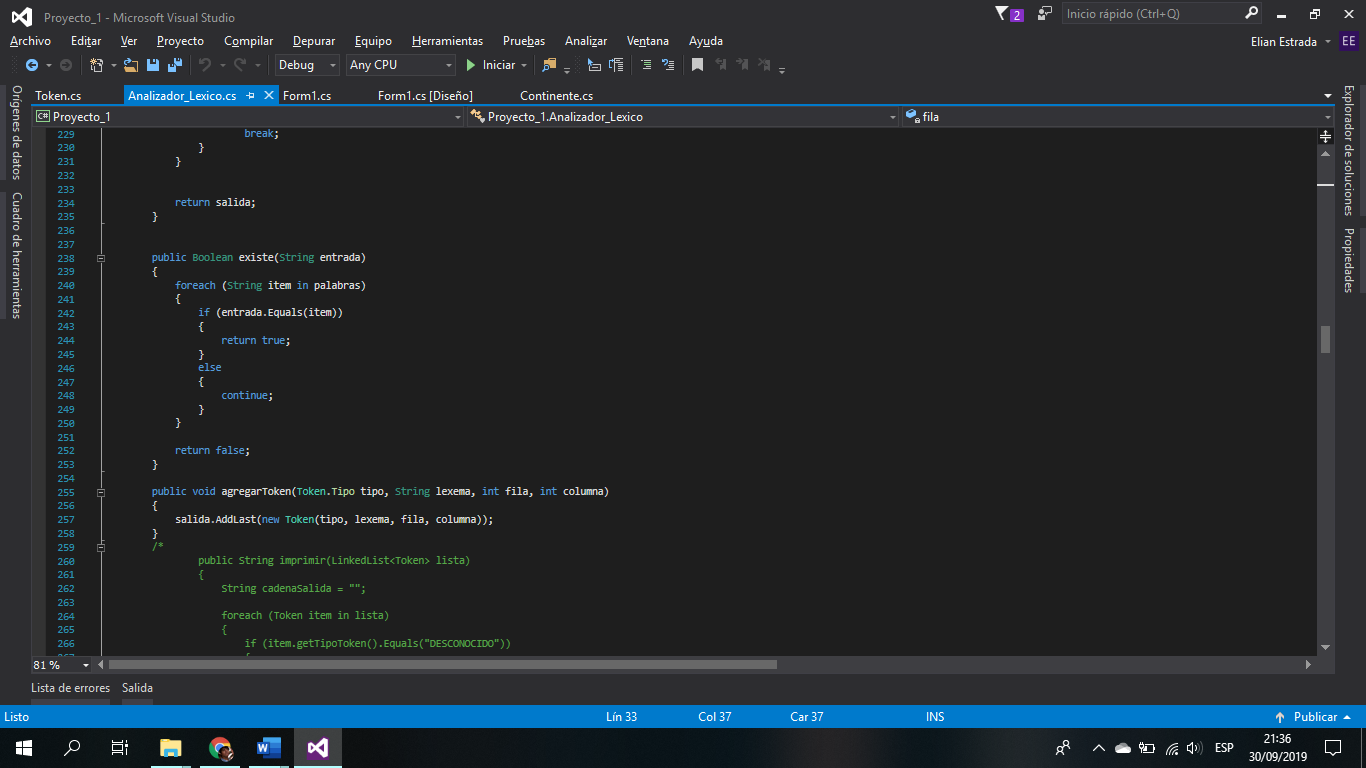 Proyecto_1 - Microsoft Visual Studio
2
Inicio rápido (Ctrl+Q)
Archivo Editar Ver Proyecto Compilar Depurar Equipo Herramientas Pruebas Analizar Ventana Ayuda
Elian Estrada EE
Debug Any CPU Iniciar
Orígenes de datos
Cuadro de herramientas
Token.cs Analizador_Lexico.cs Form1.cs Form1.cs [Diseño] Continente.cs
C# Proyecto_1 Proyecto_1.Analizador_Lexico fila
229 break;
230 }
231 }
232
233
234 return salida;
235 }
236
237
238 public Boolean existe(String entrada)
239 {
240 foreach (String item in palabras)
241 {
242 if (entrada.Equals(item))
243 {
244 return true;
245 }
246 else
247 {
248 continue;
249 }
250 }
251
252 return false;
253 }
254
255 public void agregarToken(Token.Tipo tipo, String lexema, int fila, int columna)
256 {
257 salida.AddLast(new Token(tipo, lexema, fila, columna));
258 }
259 /*
260 public String imprimir(LinkedList<Token> lista)
261 {
262 String cadenaSalida = "";
263
264 foreach (Token item in lista)
265 {
266 if (item.getTipoToken().Equals("DESCONOCIDO"))
Explorador de soluciones
Propiedades
81 %
Lista de errores Salida
Listo Lín 33 Col 37 Car 37 INS Publicar
ESP
21:36
30/09/2019